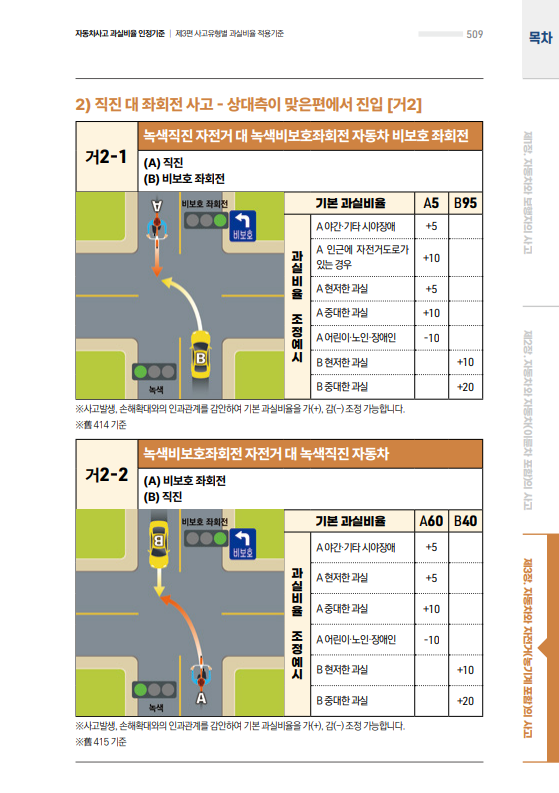 자동차사고 과실비율 인정기준 | 제3편 사고유형별 과실비율 적용기준
509
목차
2) 직진 대 좌회전 사고 - 상대측이 맞은편에서 진입 [거2]
거2-1
녹색직진 자전거 대 녹색비보호좌회전 자동차 비보호 좌회전
(A) 직진
(B) 비보호 좌회전
A
비보호 좌회전
비보호
B
녹색
기본 과실비율 A5 B95
과실비율 조정예시
A 야간·기타 시야장애 +5
A 인근에 자전거도로가
있는 경우 +10
A 현저한 과실 +5
A 중대한 과실 +10
A 어린이·노인·장애인 -10
B 현저한 과실 +10
B 중대한 과실 +20
※사고발생, 손해확대와의 인과관계를 감안하여 기본 과실비율을 가(+), 감(-) 조정 가능합니다.
※舊 414 기준
거2-2
녹색비보호좌회전 자전거 대 녹색직진 자동차
(A) 비보호 좌회전
(B) 직진
B
비보호 좌회전
비보호
A
녹색
기본 과실비율 A60 B40
과실비율 조정예시
A 야간·기타 시야장애 +5
A 현저한 과실 +5
A 중대한 과실 +10
A 어린이·노인·장애인 -10
B 현저한 과실 +10
B 중대한 과실 +20
※사고발생, 손해확대와의 인과관계를 감안하여 기본 과실비율을 가(+), 감(-) 조정 가능합니다.
※舊 415 기준
제1장. 자동차와 보행자의 사고
제2장. 자동차와 자동차(이륜차 포함)의 사고
제3장. 자동차와 자전거(농기계 포함)의 사고